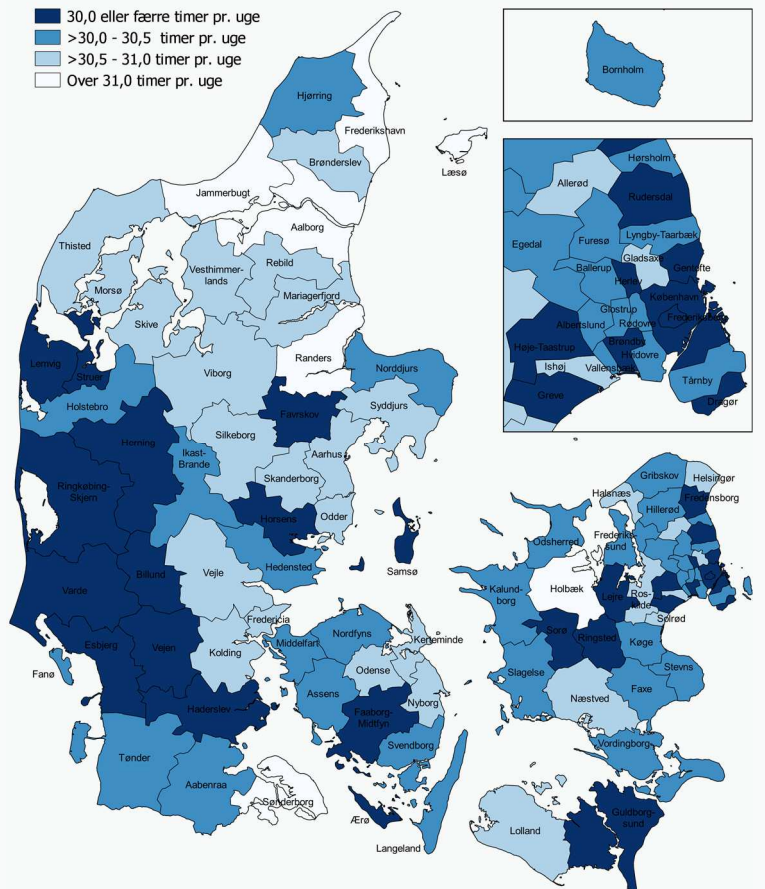 30,0 eller færre timer pr. uge
>30,0 - 30,5 timer pr. uge
>30,5 - 31,0 timer pr. uge
Over 31,0 timer pr. uge
Bornholm
Hjørring
Frederikshavn
Brønderslev
Læsø
Jammerbugt
Aalborg
Thisted
Vesthimmer-
lands
Rebild
Morsø
Mariagerfjord
Skive
Randers
Lemvig
Struer
Viborg
Norddjurs
Holstebro
Favrskov
Syddjurs
Herning
Silkeborg
Ikast-
Brande
Aarhus
Skanderborg
Ringkøbing-
Skjern
Horsens
Odder
Samsø
Hedensted
Billund
Vejle
Varde
Fredericia
Esbjerg
Vejen
Kolding
Fanø
Haderslev
Tønder
Aabenraa
Sønderborg
Middelfart
Nordfyns
Kerteminde
Odense
Assens
Nyborg
Faaborg-
Midtfyn
Svendborg
Ærø
Langeland
Hørsholm
Allerød
Rudersdal
Egedal
Furesø
Lyngby-Taarbæk
Gladsaxe
Ballerup
Gentofte
Herlev
København
Glostrup
Frederiksberg
Albertslund
Rødovre
Høje-Taastrup
Brøndby
Hvidovre
Ishøj
Vallensbæk
Tårnby
Greve
Dragør
Gribskov
Helsingør
Halsnæs
Fredensborg
Hillerød
Odsherred
Frederiks-
sund
Kalund-
borg
Holbæk
Lejre
Ros-
kilde
Solrød
Sorø
Ringsted
Køge
Slagelse
Stevns
Næstved
Faxe
Vordingborg
Guldborg-
sund
Lolland